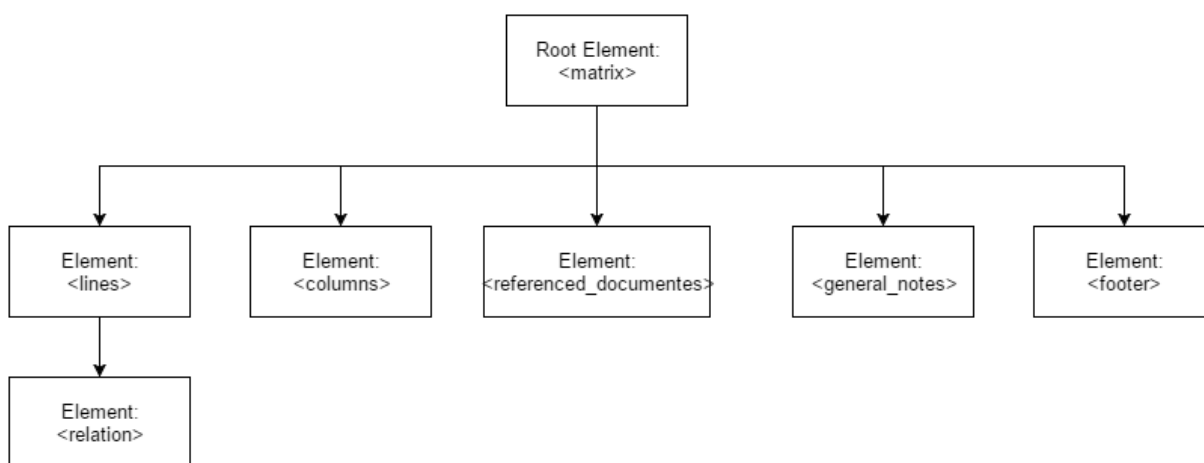 Root Element:
<matrix>
Element:
<lines>
Element:
<columns>
Element:
<referenced_documentes>
Element:
<general_notes>
Element:
<footer>
Element:
<relation>